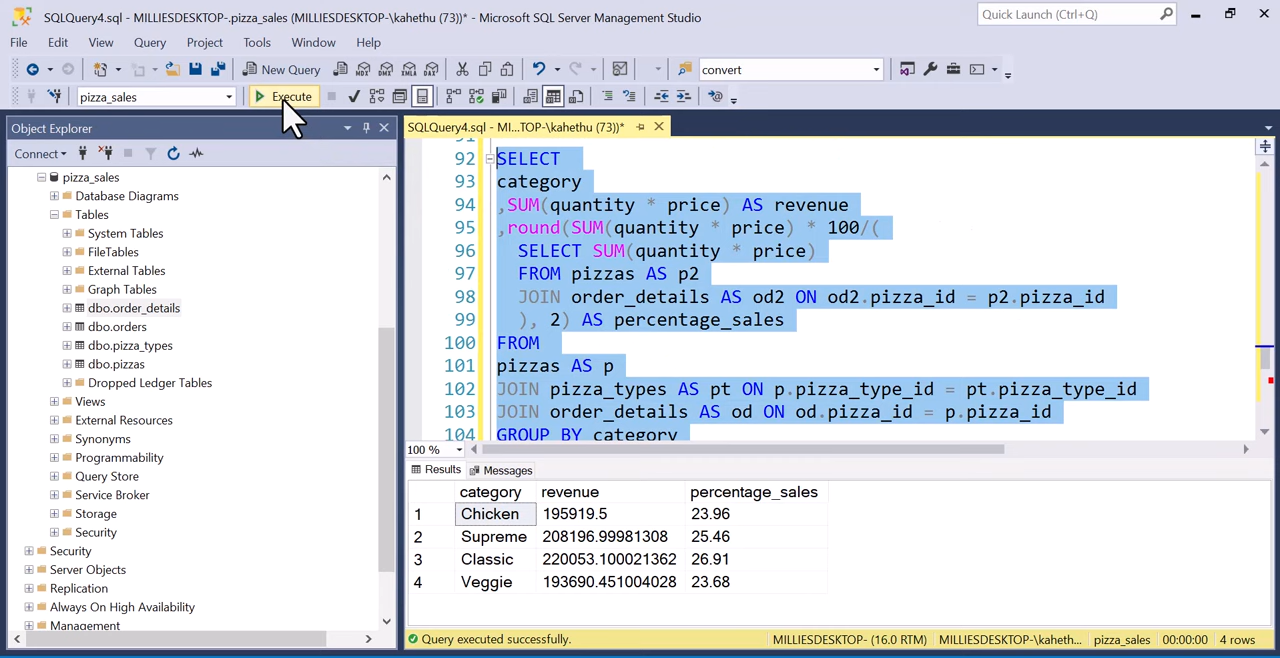 SQLQuery4.sql - MILLIESDESKTOP-.pizza_sales (MILLIESDESKTOP-\kahethu (73))* - Microsoft SQL Server Management Studio
Quick Launch (Ctrl+Q)
File Edit View Query Project Tools Window Help
New Query MDX DMX XMLA DAX convert
pizza_sales Execute
Object Explorer
SQLQuery4.sql - MI...TOP-\kahethu (73))*
Connect
pizza_sales
Database Diagrams
Tables
System Tables
FileTables
External Tables
Graph Tables
dbo.order_details
dbo.orders
dbo.pizza_types
dbo.pizzas
Dropped Ledger Tables
Views
External Resources
Synonyms
Programmability
Query Store
Service Broker
Storage
Security
Security
Server Objects
Replication
Always On High Availability
Management
91
92 SELECT
93 category
94 ,SUM(quantity * price) AS revenue
95 ,round(SUM(quantity * price) * 100/(
96 SELECT SUM(quantity * price)
97 FROM pizzas AS p2
98 JOIN order_details AS od2 ON od2.pizza_id = p2.pizza_id
99 ), 2) AS percentage_sales
100 FROM
101 pizzas AS p
102 JOIN pizza_types AS pt ON p.pizza_type_id = pt.pizza_type_id
103 JOIN order_details AS od ON od.pizza_id = p.pizza_id
104 GROUP BY category
100 %
Results Messages
category revenue percentage_sales
1 Chicken 195919.5 23.96
2 Supreme 208196.99981308 25.46
3 Classic 220053.100021362 26.91
4 Veggie 193690.451004028 23.68
Query executed successfully. MILLIESDESKTOP- (16.0 RTM) MILLIESDESKTOP-\kaheth... pizza_sales 00:00:00 4 rows